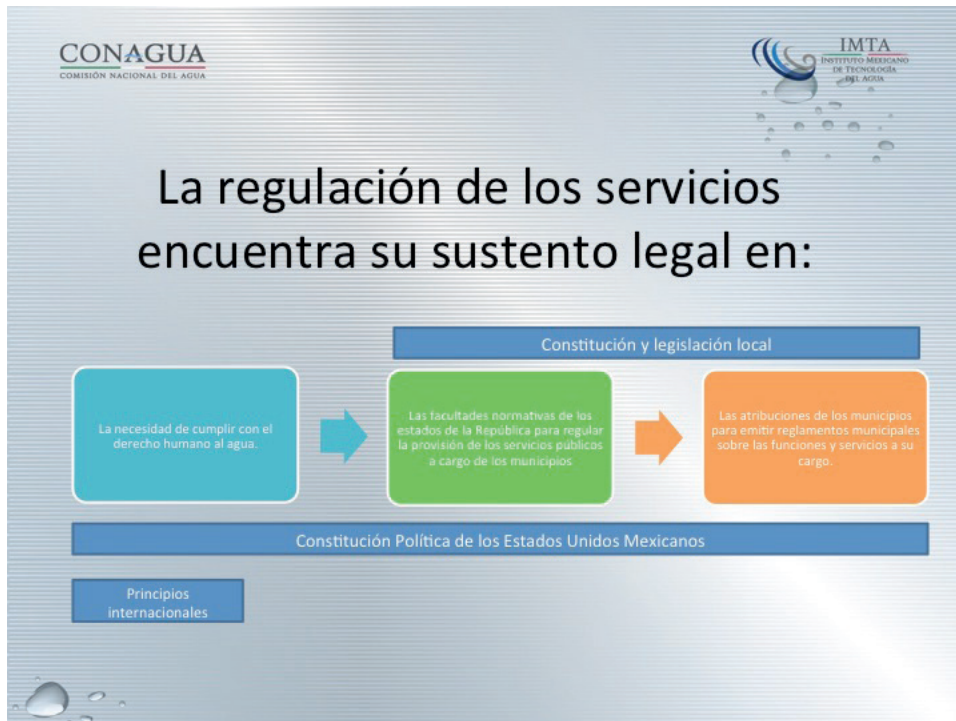 CONAGUA
COMISIÓN NACIONAL DEL AGUA
IMTA
INSTITUTO MEXICANO
DE TECNOLOGÍA
DEL AGUA
La regulación de los servicios
encuentra su sustento legal en:
Constitución y legislación local
La necesidad de cumplir con el
derecho humano al agua.
Las facultades normativas de los
estados de la República para regular
la provisión de los servicios públicos
a cargo de los municipios
Las atribuciones de los municipios
para emitir reglamentos municipales
sobre las funciones y servicios a su
cargo.
Constitución Política de los Estados Unidos Mexicanos
Principios
internacionales